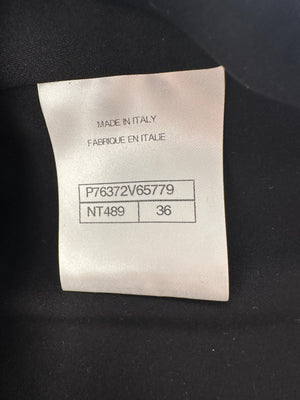 MADE IN ITALY
FABRIQUE EN ITALIE
P76372V65779
NT489 36